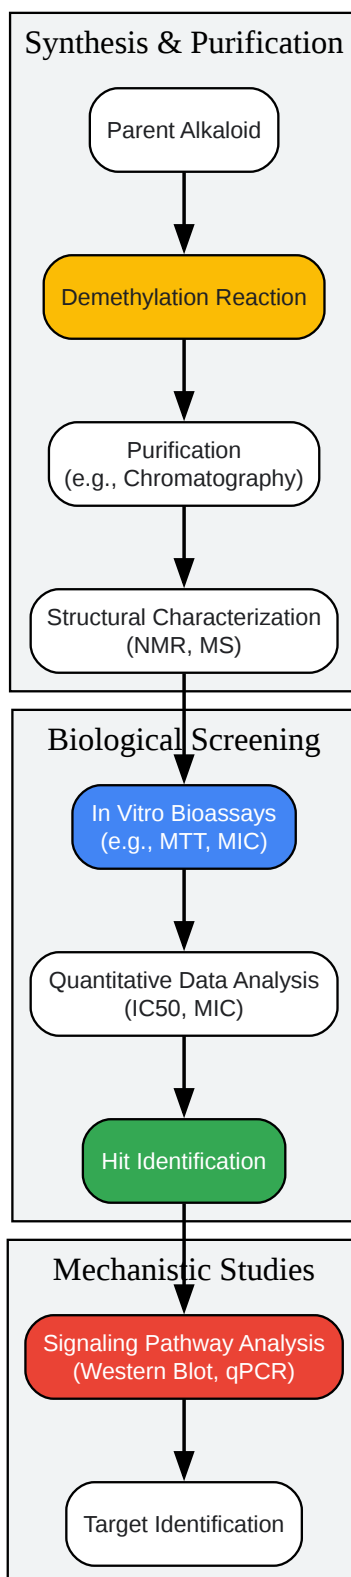 Synthesis & Purification
Parent Alkaloid
Demethylation Reaction
Purification
(e.g., Chromatography)
Structural Characterization
(NMR, MS)
Biological Screening
In Vitro Bioassays
(e.g., MTT, MIC)
Quantitative Data Analysis
(IC50, MIC)
Hit Identification
Mechanistic Studies
Signaling Pathway Analysis
(Western Blot, qPCR)
Target Identification